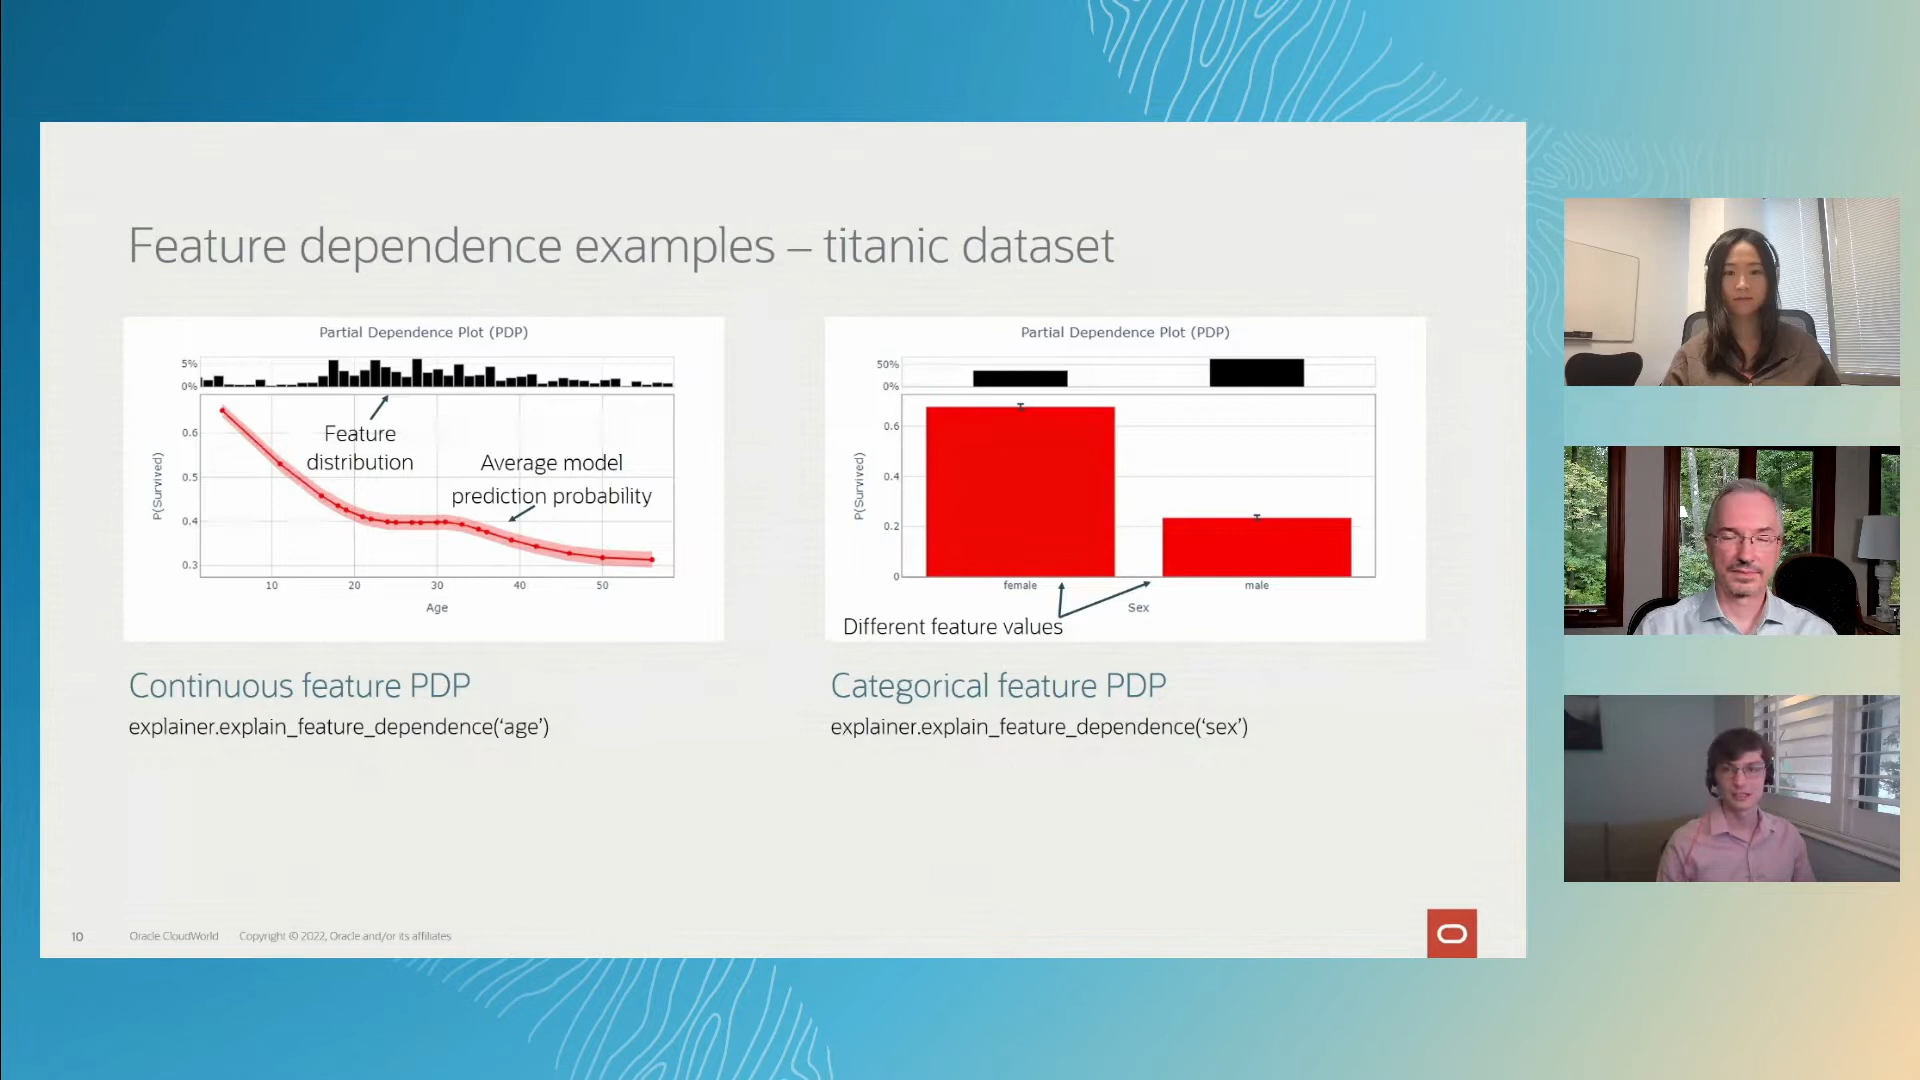 Feature dependence examples – titanic dataset
Partial Dependence Plot (PDP)
5%
0%
0.6
0.5
0.4
0.3
P(Survived)
Feature
distribution
Average model
prediction probability
10
20
30
40
50
Age
Continuous feature PDP
explainer.explain_feature_dependence(‘age’)
Partial Dependence Plot (PDP)
50%
0%
0.6
0.4
0.2
0
P(Survived)
female
male
Sex
Different feature values
Categorical feature PDP
explainer.explain_feature_dependence(‘sex’)
10
Oracle CloudWorld
Copyright © 2022, Oracle and/or its affiliates